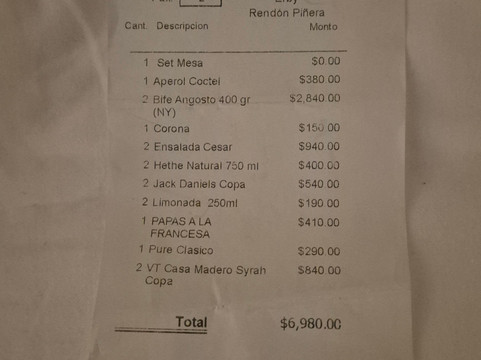 Rendón Piñera
Cant. Descripcion Monto
1 Set Mesa $0.00
1 Aperol Coctel $380.00
2 Bife Angosto 400 gr $2,840.00
(NY)
1 Corona $150.00
2 Ensalada Cesar $940.00
2 Hethe Natural 750 ml $400.00
2 Jack Daniels Copa $540.00
2 Limonada 250ml $190.00
1 PAPAS A LA $410.00
FRANCESA
1 Pure Clasico $290.00
2 VT Casa Madero Syrah $840.00
Copa
Total $6,980.00